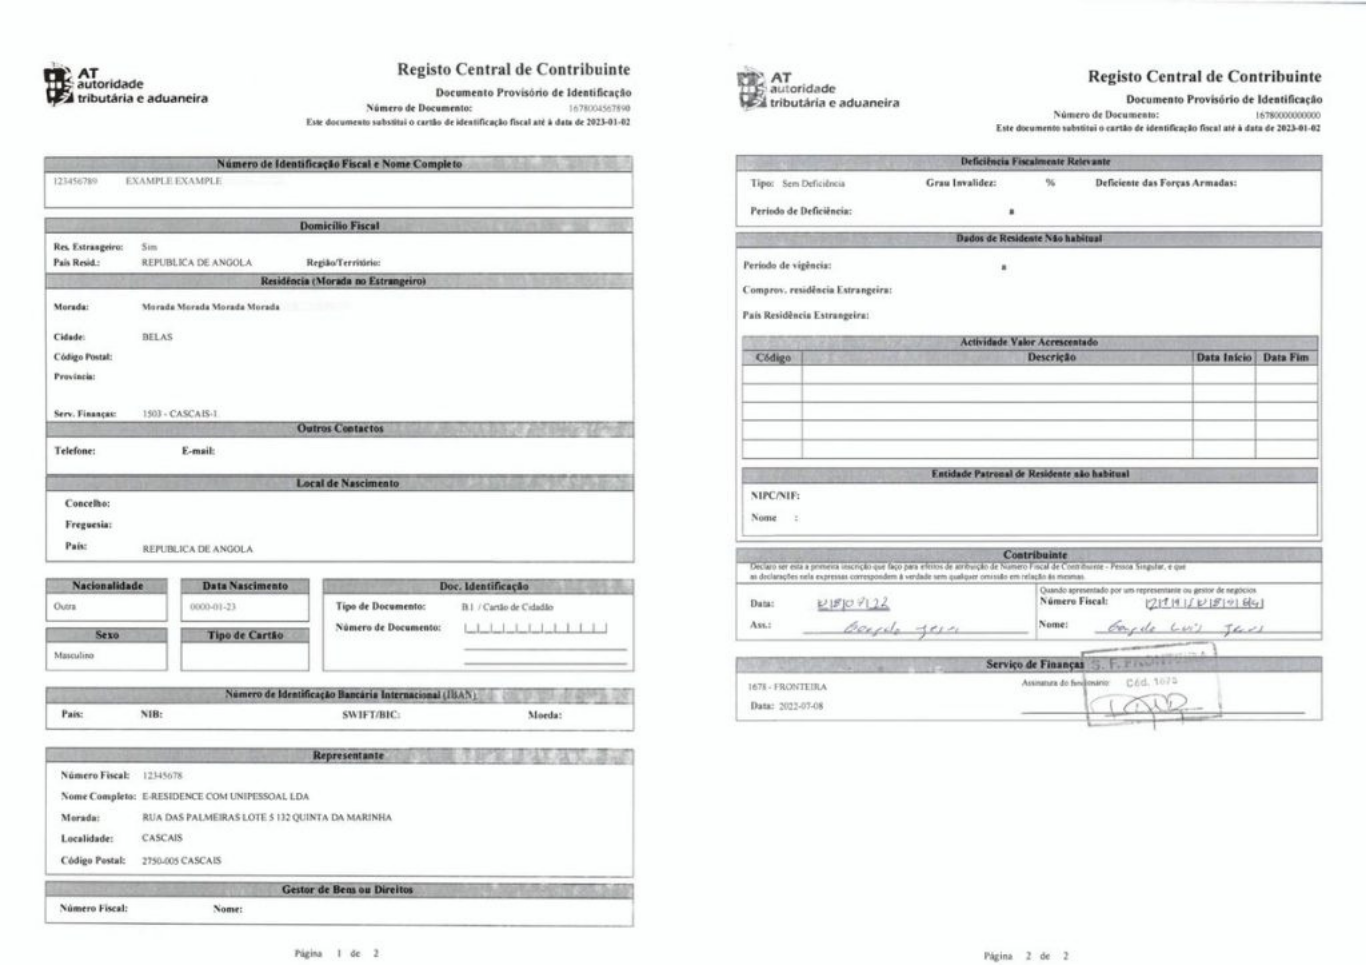 AT
autoridade
tributária e aduaneira
Registo Central de Contribuinte
Documento Provisório de Identificação
Número de Documento: 1678004567890
Este documento substitui o cartão de identificação fiscal até à data de 2023-01-02
Número de Identificação Fiscal e Nome Completo
123456789 EXAMPLE EXAMPLE
Domicílio Fiscal
Res. Estrangeiro: Sim
País Resid.: REPUBLICA DE ANGOLA Região/Território:
Residência (Morada no Estrangeiro)
Morada: Morada Morada Morada Morada
Cidade: BELAS
Código Postal:
Província:
Serv. Finanças: 1503 - CASCAIS-1.
Outros Contactos
Telefone: E-mail:
Local de Nascimento
Concelho:
Freguesia:
País: REPUBLICA DE ANGOLA
Nacionalidade Data Nascimento Doc. Identificação
Outra 0000-01-23 Tipo de Documento: B.I. / Cartão de Cidadão
Número de Documento:
Sexo Tipo de Cartão
Masculino
Número de Identificação Bancária Internacional (IBAN)
País: NIB: SWIFT/BIC: Moeda:
Representante
Número Fiscal: 12345678
Nome Completo: E-RESIDENCE COM UNIPESSOAL LDA
Morada: RUA DAS PALMEIRAS LOTE 5 132 QUINTA DA MARINHA
Localidade: CASCAIS
Código Postal: 2750-005 CASCAIS
Gestor de Bens ou Direitos
Número Fiscal: Nome:
Página 1 de 2
AT
autoridade
tributária e aduaneira
Registo Central de Contribuinte
Documento Provisório de Identificação
Número de Documento: 16780000000000
Este documento substitui o cartão de identificação fiscal até à data de 2023-01-02
Deficiência Fiscalmente Relevante
Tipo: Sem Deficiência Grau Invalidez: % Deficiente das Forças Armadas:
Período de Deficiência: a
Dados de Residente Não habitual
Período de vigência: a
Comprov. residência Estrangeira:
País Residência Estrangeira:
Actividade Valor Acrescentado
Código Descrição Data Início Data Fim
Entidade Patronal de Residente não habitual
NIPC/NIF:
Nome :
Contribuinte
Declaro ser esta a primeira inscrição que faço para efeitos de atribuição de Número Fiscal de Contribuinte - Pessoa Singular, e que
as declarações nela expressas correspondem à verdade sem qualquer omissão em relação às mesmas.
Quando apresentado por um representante ou gestor de negócios
Data: Número Fiscal:
Ass.: Nome:
Serviço de Finanças
1678 - FRONTEIRA Assinatura do funcionário: Cód. 1678
Data: 2022-07-08
Página 2 de 2